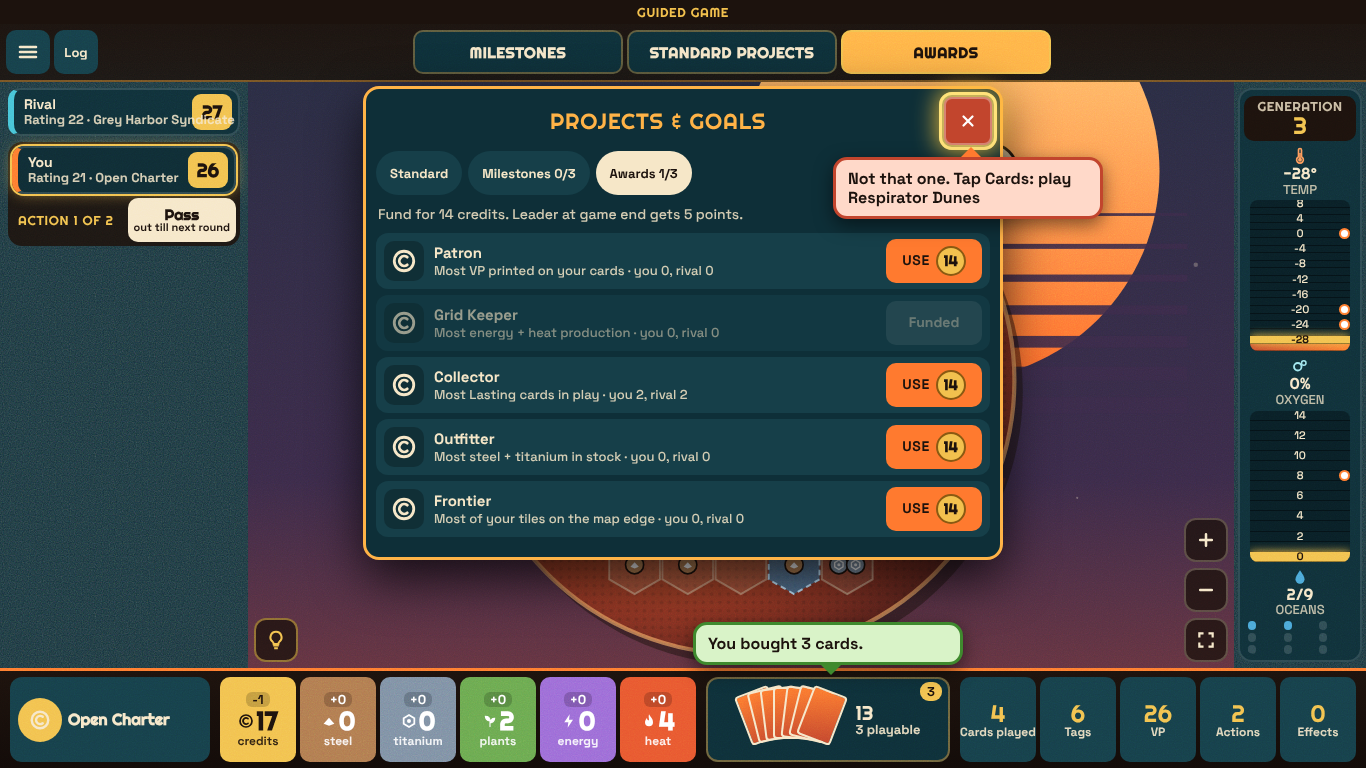 GUIDED GAME
Log
MILESTONES
STANDARD PROJECTS
AWARDS
Rival
Rating 22 · Grey Harbor Syndicate
27
You
Rating 21 · Open Charter
26
ACTION 1 OF 2
Pass
out till next round
PROJECTS & GOALS
Standard
Milestones 0/3
Awards 1/3
Not that one. Tap Cards: play
Respirator Dunes
Fund for 14 credits. Leader at game end gets 5 points.
Patron
Most VP printed on your cards · you 0, rival 0
USE 14
Grid Keeper
Most energy + heat production · you 0, rival 0
Funded
Collector
Most Lasting cards in play · you 2, rival 2
USE 14
Outfitter
Most steel + titanium in stock · you 0, rival 0
USE 14
Frontier
Most of your tiles on the map edge · you 0, rival 0
USE 14
GENERATION
3
-28°
TEMP
8
4
0
-4
-8
-12
-16
-20
-24
-28
0%
OXYGEN
14
12
10
8
6
4
2
0
2/9
OCEANS
You bought 3 cards.
Open Charter
-1
17
credits
+0
0
steel
+0
0
titanium
+0
2
plants
+0
0
energy
+0
4
heat
13
3 playable
3
4
Cards played
6
Tags
26
VP
2
Actions
0
Effects